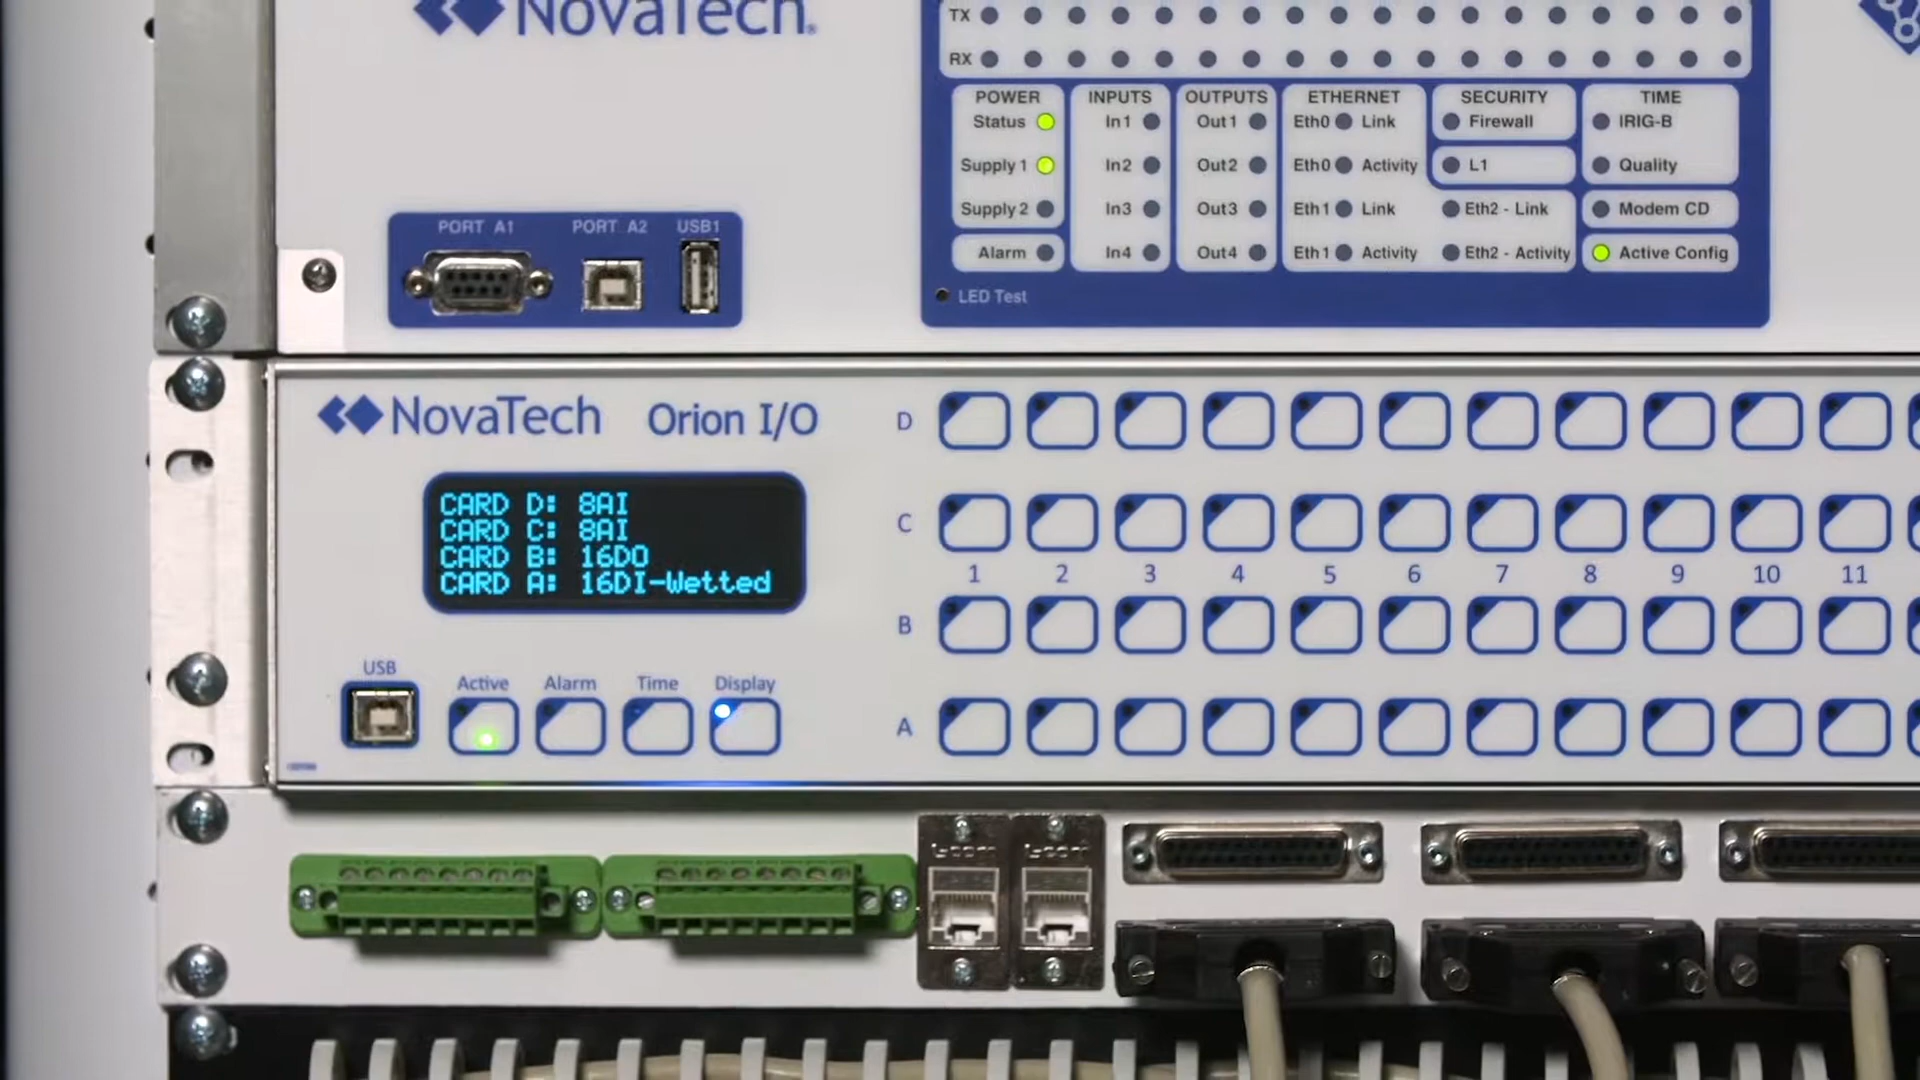 NovaTech®
TX
RX
POWER INPUTS OUTPUTS ETHERNET SECURITY TIME
Status In1 Out1 Eth0 Link Firewall IRIG-B
Supply 1 In2 Out2 Eth0 Activity L1 Quality
Supply 2 In3 Out3 Eth1 Link Eth2 - Link Modem CD
Alarm In4 Out4 Eth1 Activity Eth2 - Activity Active Config
LED Test
PORT A1 PORT A2 USB1
NovaTech Orion I/O
CARD D: 8AI
CARD C: 8AI
CARD B: 16DO
CARD A: 16DI-Wetted
USB Active Alarm Time Display
D
C
1 2 3 4 5 6 7 8 9 10 11
B
A